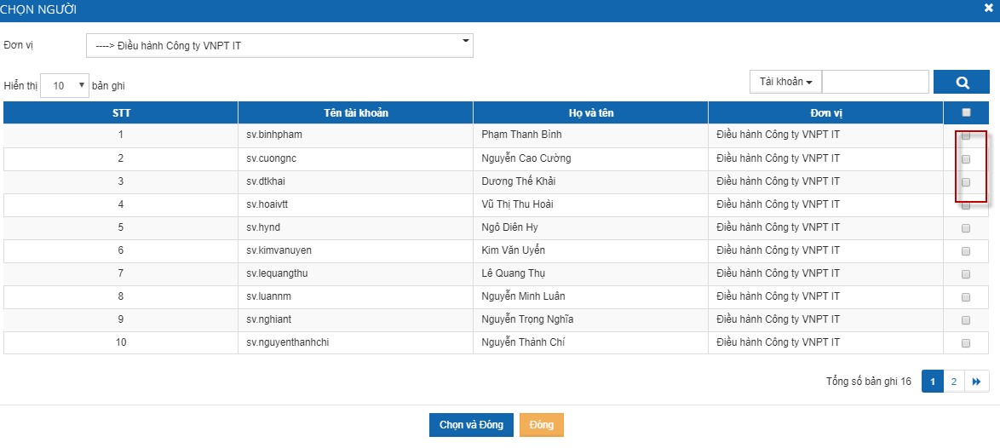 CHỌN NGƯỜI
Đơn vị ----> Điều hành Công ty VNPT IT
Hiển thị 10 bản ghi Tài khoản
STT Tên tài khoản Họ và tên Đơn vị
1 sv.binhpham Phạm Thanh Bình Điều hành Công ty VNPT IT
2 sv.cuongnc Nguyễn Cao Cường Điều hành Công ty VNPT IT
3 sv.dtkhai Dương Thế Khải Điều hành Công ty VNPT IT
4 sv.hoaivtt Vũ Thị Thu Hoài Điều hành Công ty VNPT IT
5 sv.hynd Ngô Diên Hy Điều hành Công ty VNPT IT
6 sv.kimvanuyen Kim Văn Uyển Điều hành Công ty VNPT IT
7 sv.lequangthu Lê Quang Thụ Điều hành Công ty VNPT IT
8 sv.luannm Nguyễn Minh Luân Điều hành Công ty VNPT IT
9 sv.nghiant Nguyễn Trọng Nghĩa Điều hành Công ty VNPT IT
10 sv.nguyenthanhchi Nguyễn Thành Chí Điều hành Công ty VNPT IT
Tổng số bản ghi 16 1 2
Chọn và Đóng Đóng